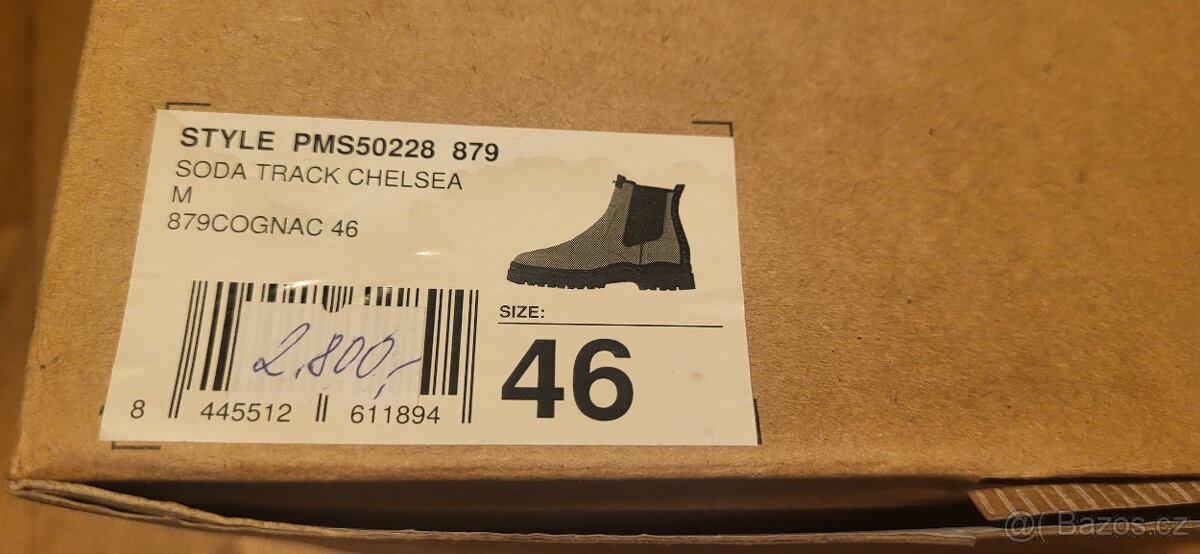 STYLE PMS50228 879
SODA TRACK CHELSEA
M
879COGNAC 46
2.800,-
8 445512 611894
SIZE:
46
@( Bazos.cz